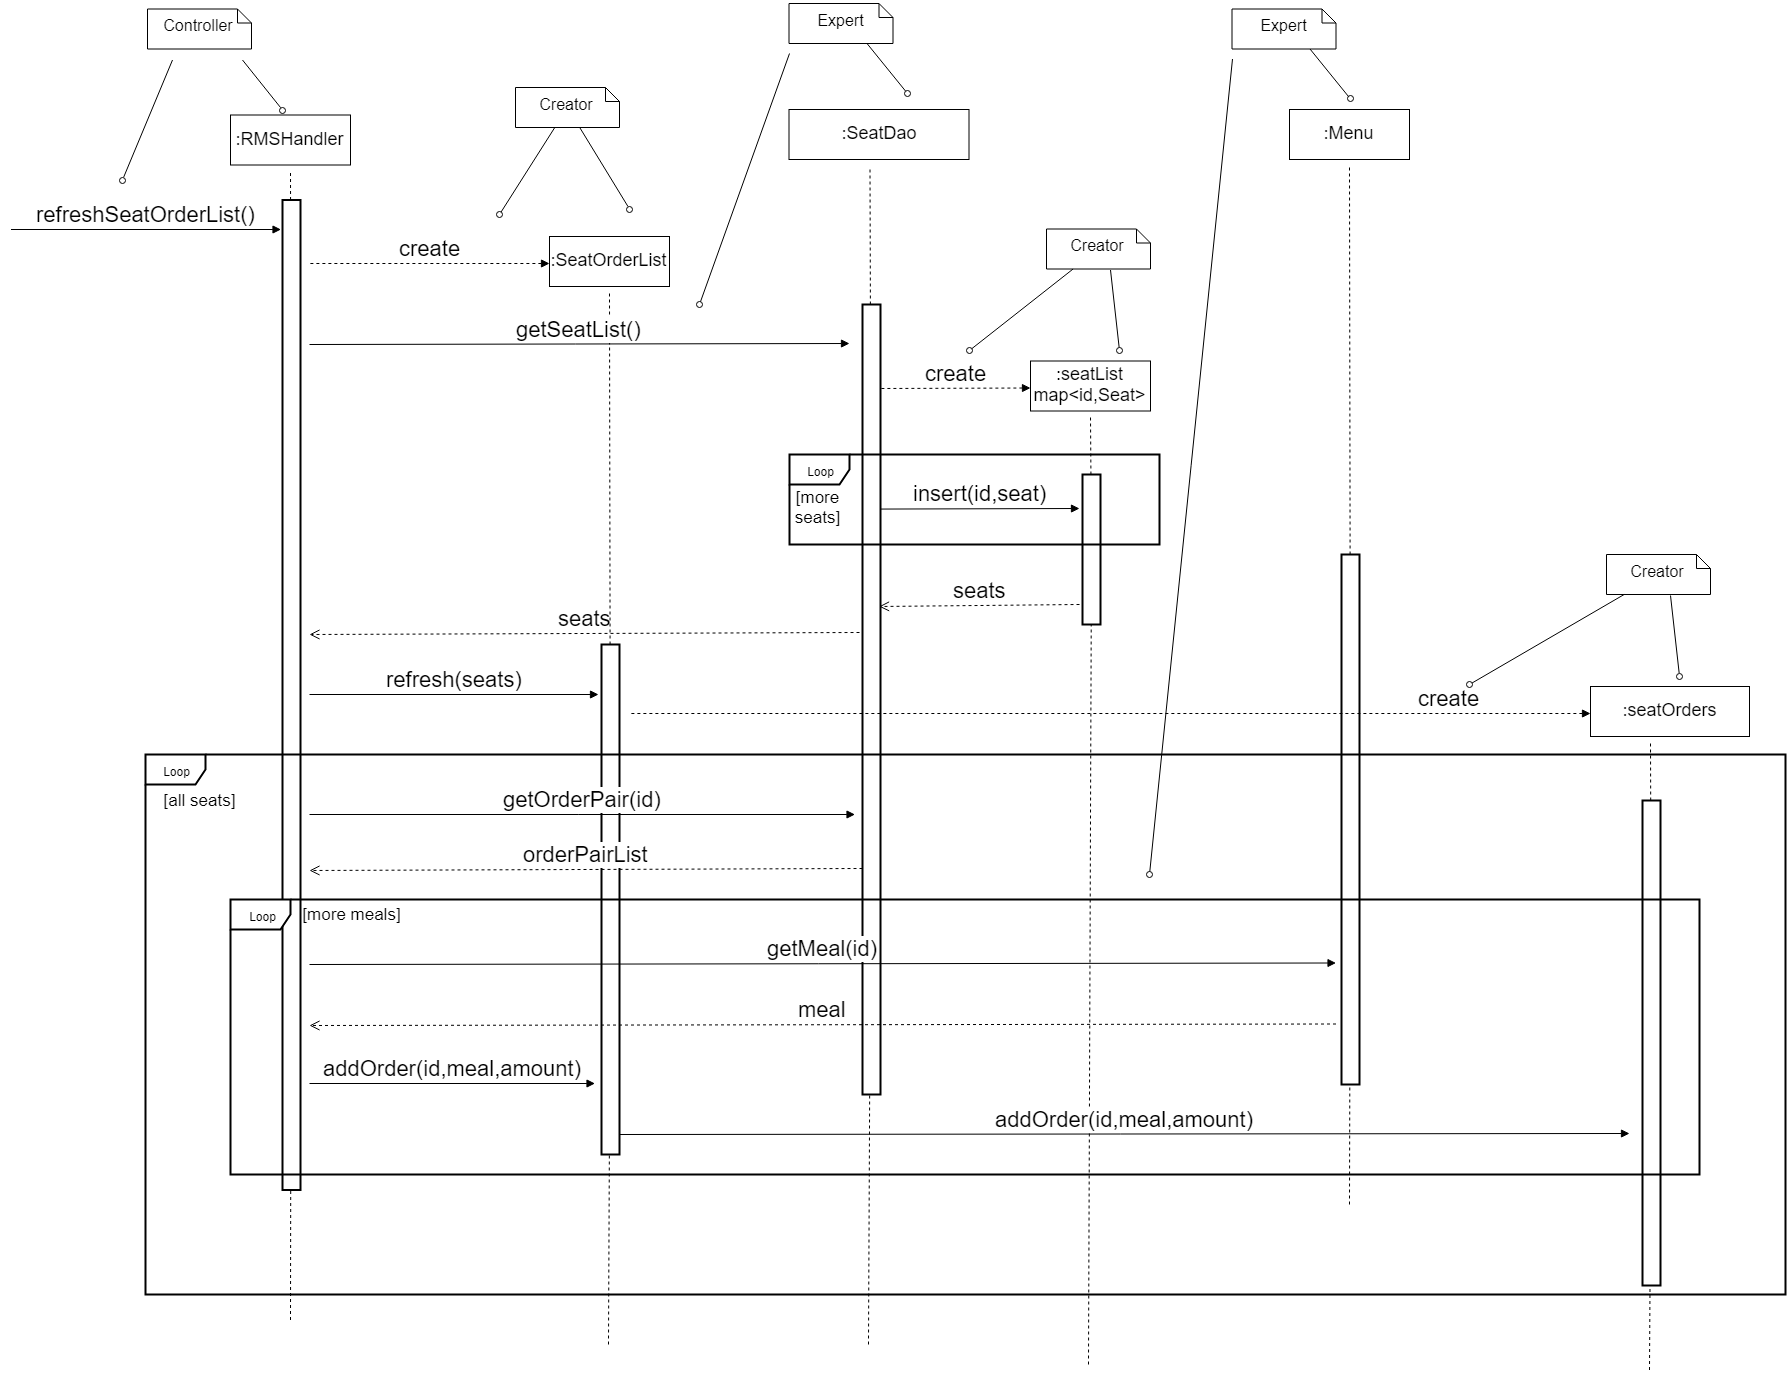 Controller
Expert
Expert
Creator
:RMSHandler
:SeatDao
:Menu
refreshSeatOrderList()
create
:SeatOrderList
Creator
getSeatList()
create
:seatList
map<id,Seat>
Loop
[more
seats]
insert(id,seat)
Creator
seats
seats
refresh(seats)
create
:seatOrders
Loop
[all seats]
getOrderPair(id)
orderPairList
Loop
[more meals]
getMeal(id)
meal
addOrder(id,meal,amount)
addOrder(id,meal,amount)